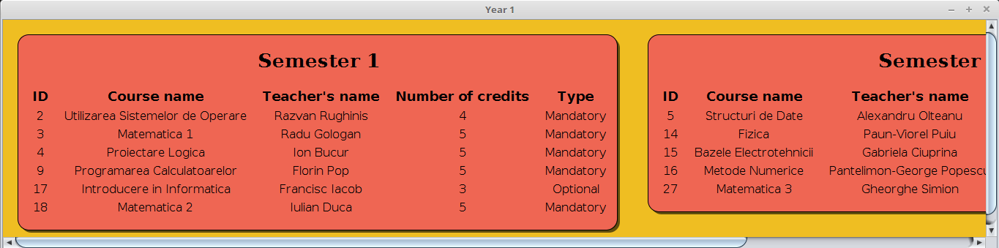 Year 1
Semester 1
ID Course name Teacher's name Number of credits Type
2 Utilizarea Sistemelor de Operare Razvan Rughinis 4 Mandatory
3 Matematica 1 Radu Gologan 5 Mandatory
4 Proiectare Logica Ion Bucur 5 Mandatory
9 Programarea Calculatoarelor Florin Pop 5 Mandatory
17 Introducere in Informatica Francisc Iacob 3 Optional
18 Matematica 2 Iulian Duca 5 Mandatory
Semester
ID Course name Teacher's name
5 Structuri de Date Alexandru Olteanu
14 Fizica Paun-Viorel Puiu
15 Bazele Electrotehnicii Gabriela Ciuprina
16 Metode Numerice Pantelimon-George Popescu
27 Matematica 3 Gheorghe Simion